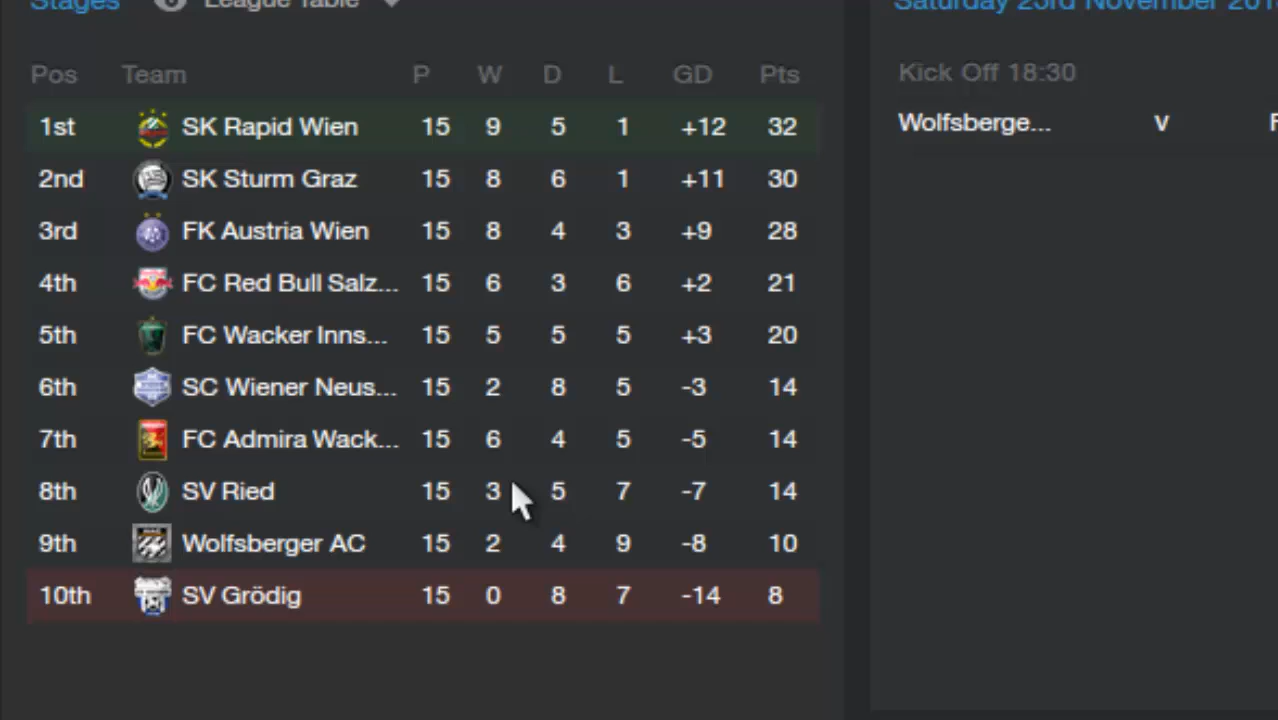 Stages League Table
Pos Team P W D L GD Pts
1st SK Rapid Wien 15 9 5 1 +12 32
2nd SK Sturm Graz 15 8 6 1 +11 30
3rd FK Austria Wien 15 8 4 3 +9 28
4th FC Red Bull Salz... 15 6 3 6 +2 21
5th FC Wacker Inns... 15 5 5 5 +3 20
6th SC Wiener Neus... 15 2 8 5 -3 14
7th FC Admira Wack... 15 6 4 5 -5 14
8th SV Ried 15 3 5 7 -7 14
9th Wolfsberger AC 15 2 4 9 -8 10
10th SV Grödig 15 0 8 7 -14 8
Saturday 23rd November
Kick Off 18:30
Wolfsberge... v